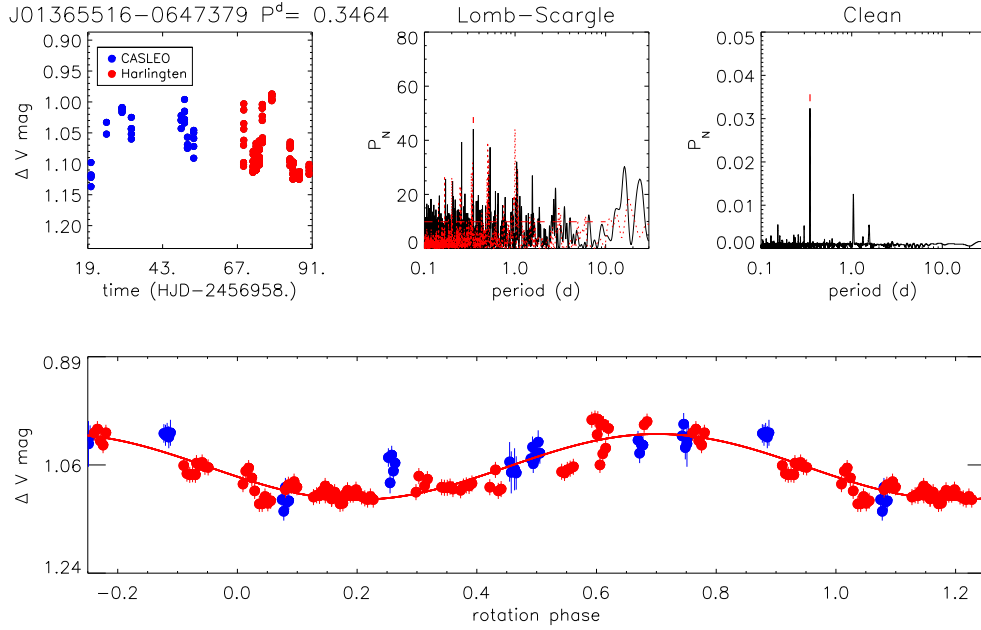 J01365516-0647379 Pᵈ= 0.3464
Lomb-Scargle
Clean
0.90
1.00
1.05
1.10
1.15
1.20
Δ V mag
CASLEO
Harlington
19. 43. 67. 91.
time (HJD-2456958.)
80
60
40
20
0
P_N
0.1 1.0 10.0
period (d)
0.05
0.04
0.03
0.02
0.01
0.00
P_N
0.1 1.0 10.0
period (d)
0.89
1.06
1.24
Δ V mag
-0.2 0.0 0.2 0.4 0.6 0.8 1.0 1.2
rotation phase